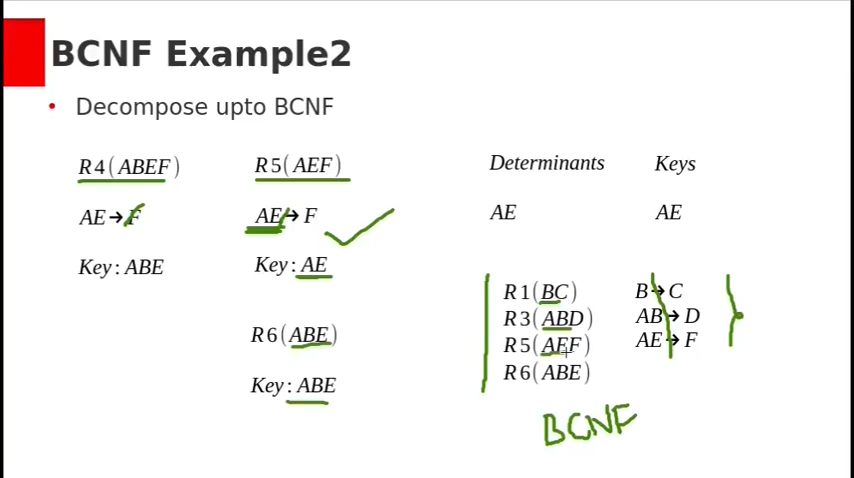 BCNF Example2
• Decompose upto BCNF
R4(ABEF)
AE→F
Key: ABE
R5(AEF)
AE→F
Key: AE
R6(ABE)
Key: ABE
Determinants Keys
AE AE
R1(BC) B→C
R3(ABD) AB→D
R5(AEF) AE→F
R6(ABE)
BCNF